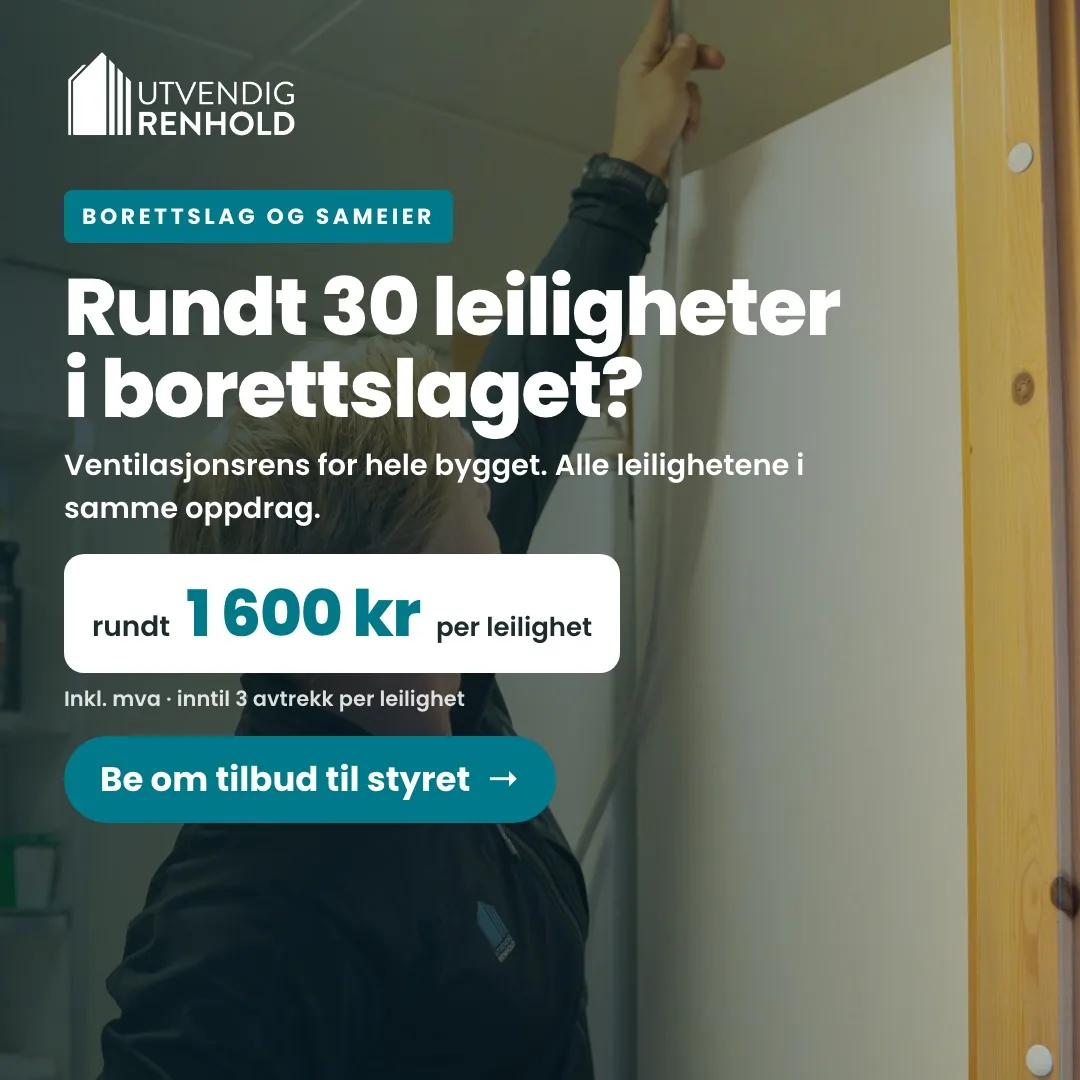 UTVENDIG
RENHOLD
BORETTSLAG OG SAMEIER
Rundt 30 leiligheter
i borettslaget?
Ventilasjonsrens for hele bygget. Alle leilighetene i
samme oppdrag.
rundt 1 600 kr per leilighet
Inkl. mva · inntil 3 avtrekk per leilighet
Be om tilbud til styret →